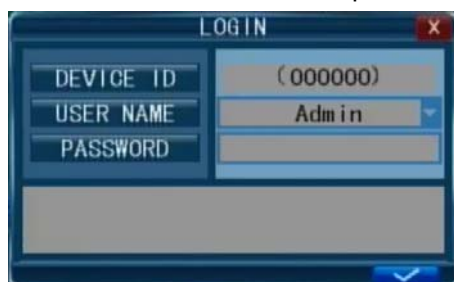 LOGIN X
DEVICE ID (000000)
USER NAME Admin
PASSWORD